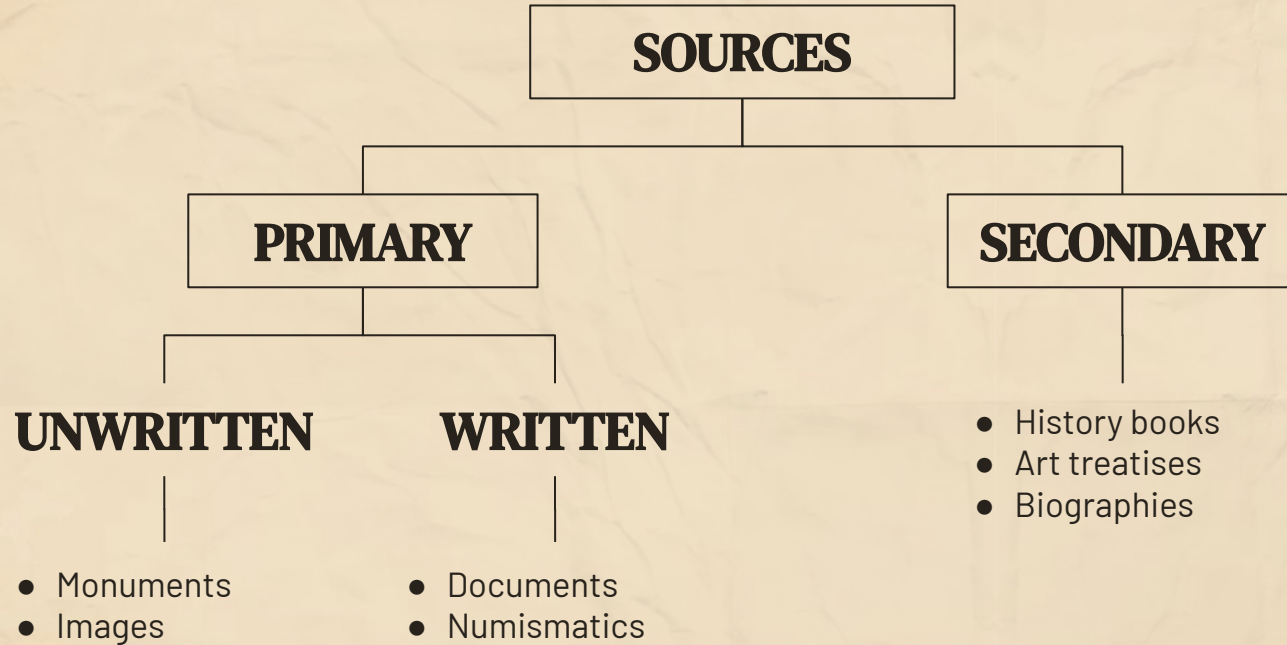 SOURCES
PRIMARY
SECONDARY
UNWRITTEN
WRITTEN
● History books
● Art treatises
● Biographies
● Monuments
● Images
● Documents
● Numismatics